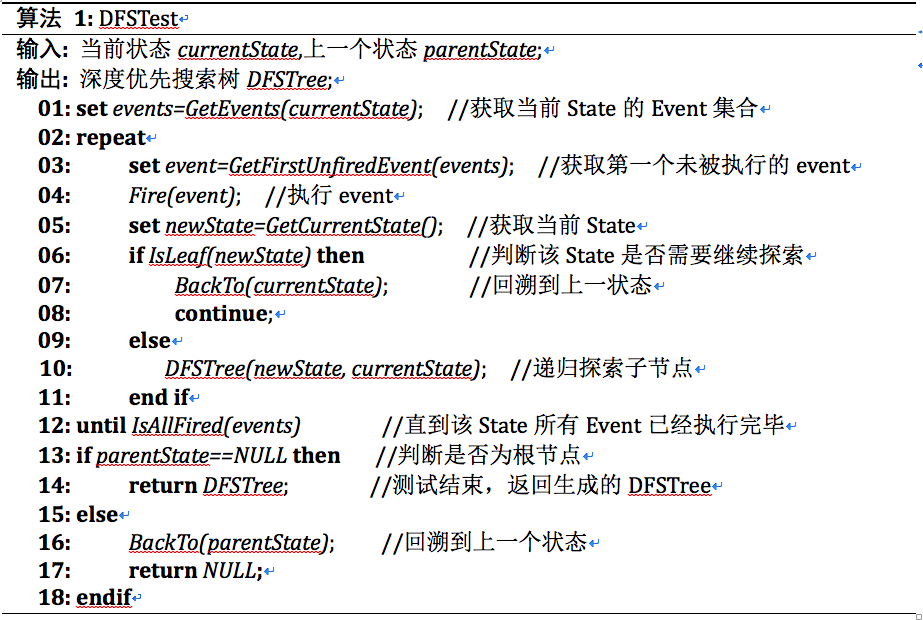 算法 1: DFSTest
输入: 当前状态 currentState,上一个状态 parentState;
输出: 深度优先搜索树 DFSTree;
01: set events=GetEvents(currentState); //获取当前 State 的 Event 集合
02: repeat
03: set event=GetFirstUnfiredEvent(events); //获取第一个未被执行的 event
04: Fire(event); //执行 event
05: set newState=GetCurrentState(); //获取当前 State
06: if IsLeaf(newState) then //判断该 State 是否需要继续探索
07: BackTo(currentState); //回溯到上一状态
08: continue;
09: else
10: DFSTree(newState, currentState); //递归探索子节点
11: end if
12: until IsAllFired(events) //直到该 State 所有 Event 已经执行完毕
13: if parentState==NULL then //判断是否为根节点
14: return DFSTree; //测试结束，返回生成的 DFSTree
15: else
16: BackTo(parentState); //回溯到上一个状态
17: return NULL;
18: endif